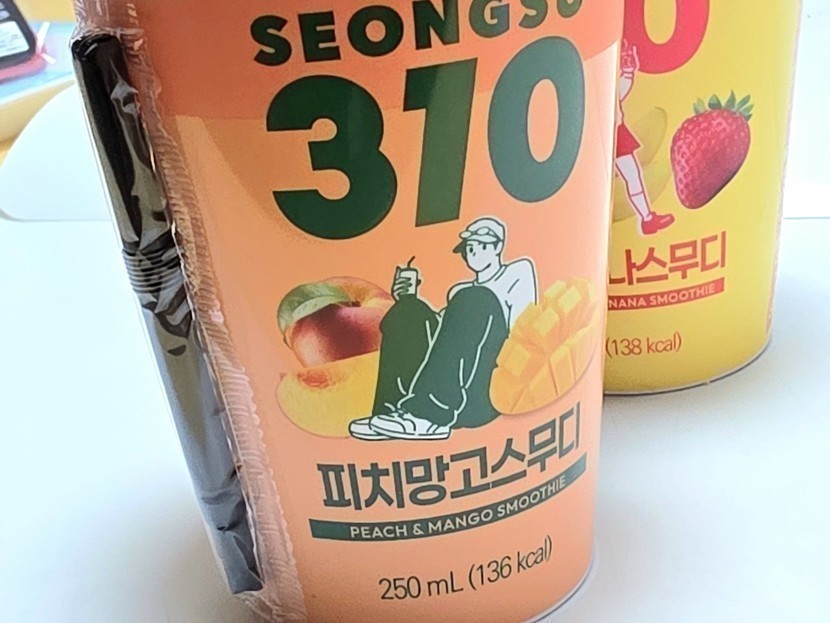 SEONGSU
310
피치망고스무디
PEACH & MANGO SMOOTHIE
250 mL (136 kcal)
0
나스무디
NANA SMOOTHIE
(138 kcal)